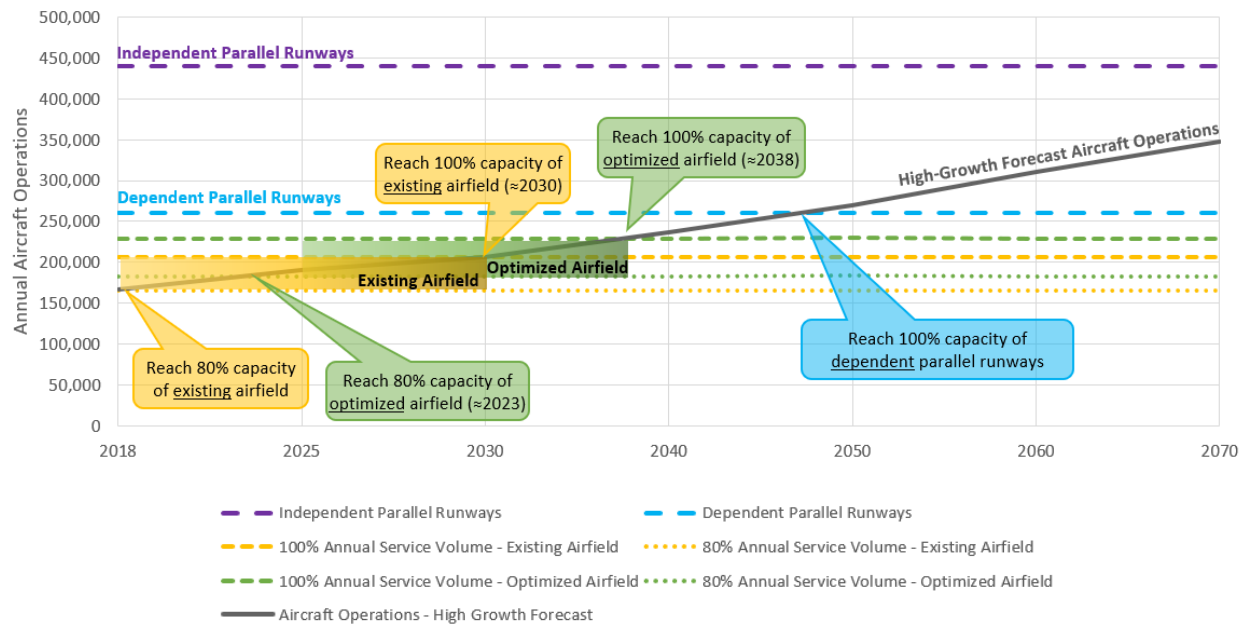 500,000
450,000
400,000
350,000
300,000
250,000
200,000
150,000
100,000
50,000
0
Annual Aircraft Operations
Independent Parallel Runways
Dependent Parallel Runways
High-Growth Forecast Aircraft Operations
Reach 100% capacity of
existing airfield (≈2030)
Reach 100% capacity of
optimized airfield (≈2038)
Existing Airfield
Optimized Airfield
Reach 80% capacity
of existing airfield
Reach 80% capacity of
optimized airfield (≈2023)
Reach 100% capacity of
dependent parallel runways
2018 2025 2030 2040 2050 2060 2070
Independent Parallel Runways
Dependent Parallel Runways
100% Annual Service Volume - Existing Airfield
80% Annual Service Volume - Existing Airfield
100% Annual Service Volume - Optimized Airfield
80% Annual Service Volume - Optimized Airfield
Aircraft Operations - High Growth Forecast